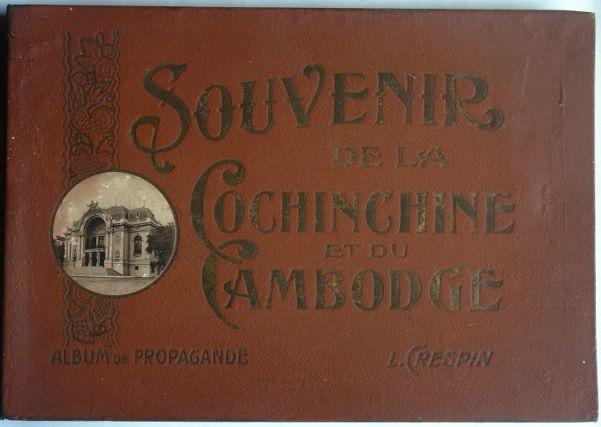 SOUVENIR
DE LA
COCHINCHINE
ET DU
CAMBODGE
ALBUM DE PROPAGANDE
L. CRESPIN